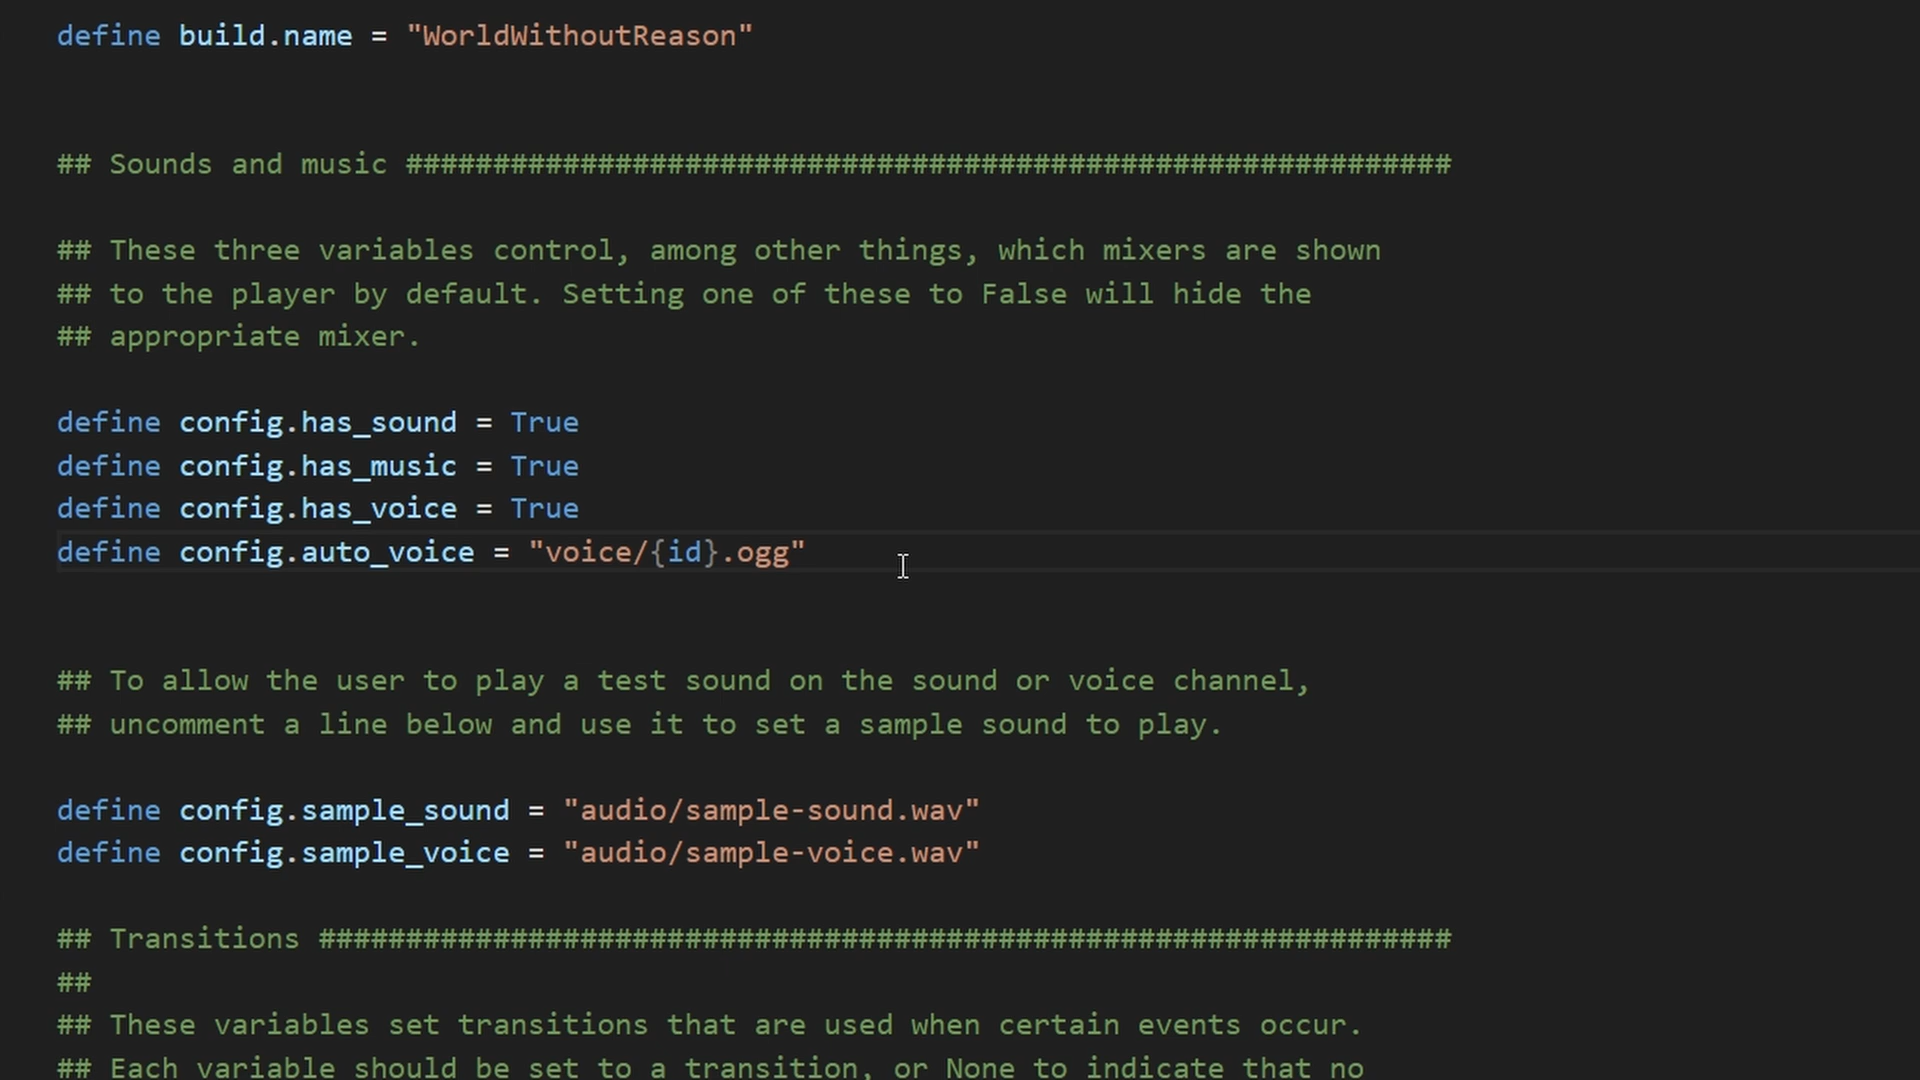 define build.name = "WorldWithoutReason"
## Sounds and music ############################################################
## These three variables control, among other things, which mixers are shown
## to the player by default. Setting one of these to False will hide the
## appropriate mixer.
define config.has_sound = True
define config.has_music = True
define config.has_voice = True
define config.auto_voice = "voice/{id}.ogg"
## To allow the user to play a test sound on the sound or voice channel,
## uncomment a line below and use it to set a sample sound to play.
define config.sample_sound = "audio/sample-sound.wav"
define config.sample_voice = "audio/sample-voice.wav"
## Transitions #################################################################
##
## These variables set transitions that are used when certain events occur.
## Each variable should be set to a transition, or None to indicate that no